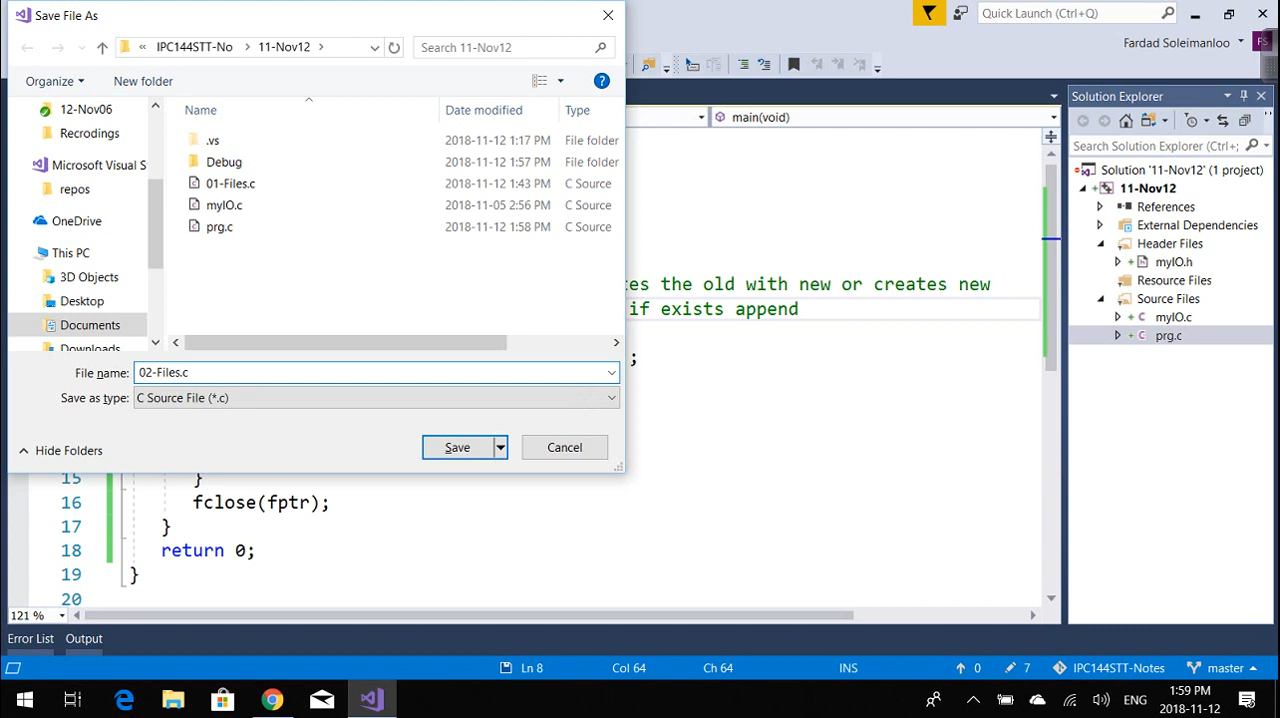 Save File As
Quick Launch (Ctrl+Q)
Fardad Soleimanloo
FS
« IPC144STT-No > 11-Nov12 >
Search 11-Nov12
Organize
New folder
?
12-Nov06
Recrodings
Microsoft Visual S
repos
OneDrive
This PC
3D Objects
Desktop
Documents
Downloads
Name Date modified Type
.vs 2018-11-12 1:17 PM File folder
Debug 2018-11-12 1:57 PM File folder
01-Files.c 2018-11-12 1:43 PM C Source
myIO.c 2018-11-05 2:56 PM C Source
prg.c 2018-11-12 1:58 PM C Source
File name: 02-Files.c
Save as type: C Source File (*.c)
Hide Folders
Save
Cancel
main(void)
tes the old with new or creates new
if exists append
;
15 }
16 fclose(fptr);
17 }
18 return 0;
19 }
20
121 %
Solution Explorer
Search Solution Explorer (Ctrl+;
Solution '11-Nov12' (1 project)
11-Nov12
References
External Dependencies
Header Files
myIO.h
Resource Files
Source Files
myIO.c
prg.c
Error List Output
Ln 8 Col 64 Ch 64 INS 0 7 IPC144STT-Notes master
ENG
1:59 PM
2018-11-12